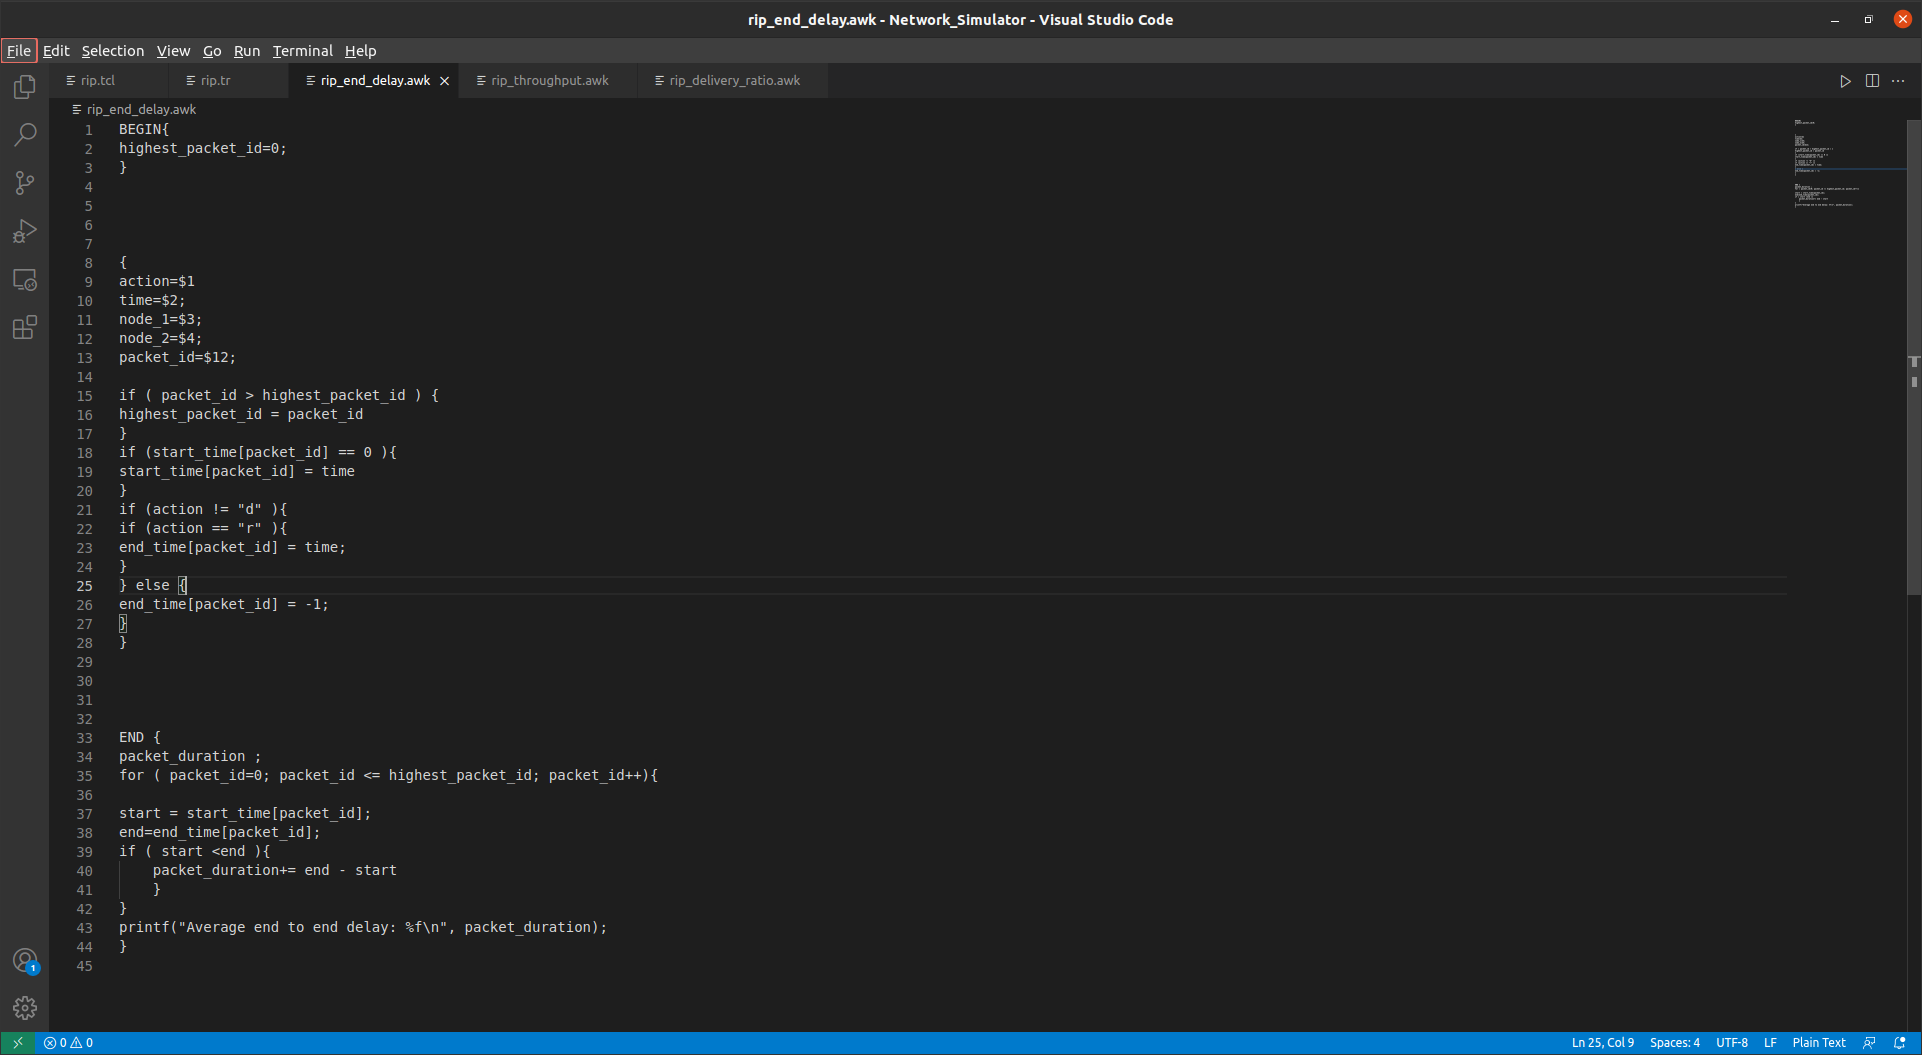 rip_end_delay.awk - Network_Simulator - Visual Studio Code
File Edit Selection View Go Run Terminal Help
rip.tcl rip.tr rip_end_delay.awk rip_throughput.awk rip_delivery_ratio.awk
rip_end_delay.awk
1 BEGIN{
2 highest_packet_id=0;
3 }
4
5
6
7
8 {
9 action=$1
10 time=$2;
11 node_1=$3;
12 node_2=$4;
13 packet_id=$12;
14
15 if ( packet_id > highest_packet_id ) {
16 highest_packet_id = packet_id
17 }
18 if (start_time[packet_id] == 0 ){
19 start_time[packet_id] = time
20 }
21 if (action != "d" ){
22 if (action == "r" ){
23 end_time[packet_id] = time;
24 }
25 } else {
26 end_time[packet_id] = -1;
27 }
28 }
29
30
31
32
33 END {
34 packet_duration ;
35 for ( packet_id=0; packet_id <= highest_packet_id; packet_id++){
36
37 start = start_time[packet_id];
38 end=end_time[packet_id];
39 if ( start <end ){
40 packet_duration+= end - start
41 }
42 }
43 printf("Average end to end delay: %f\n", packet_duration);
44 }
45
1
0 0 Ln 25, Col 9 Spaces: 4 UTF-8 LF Plain Text